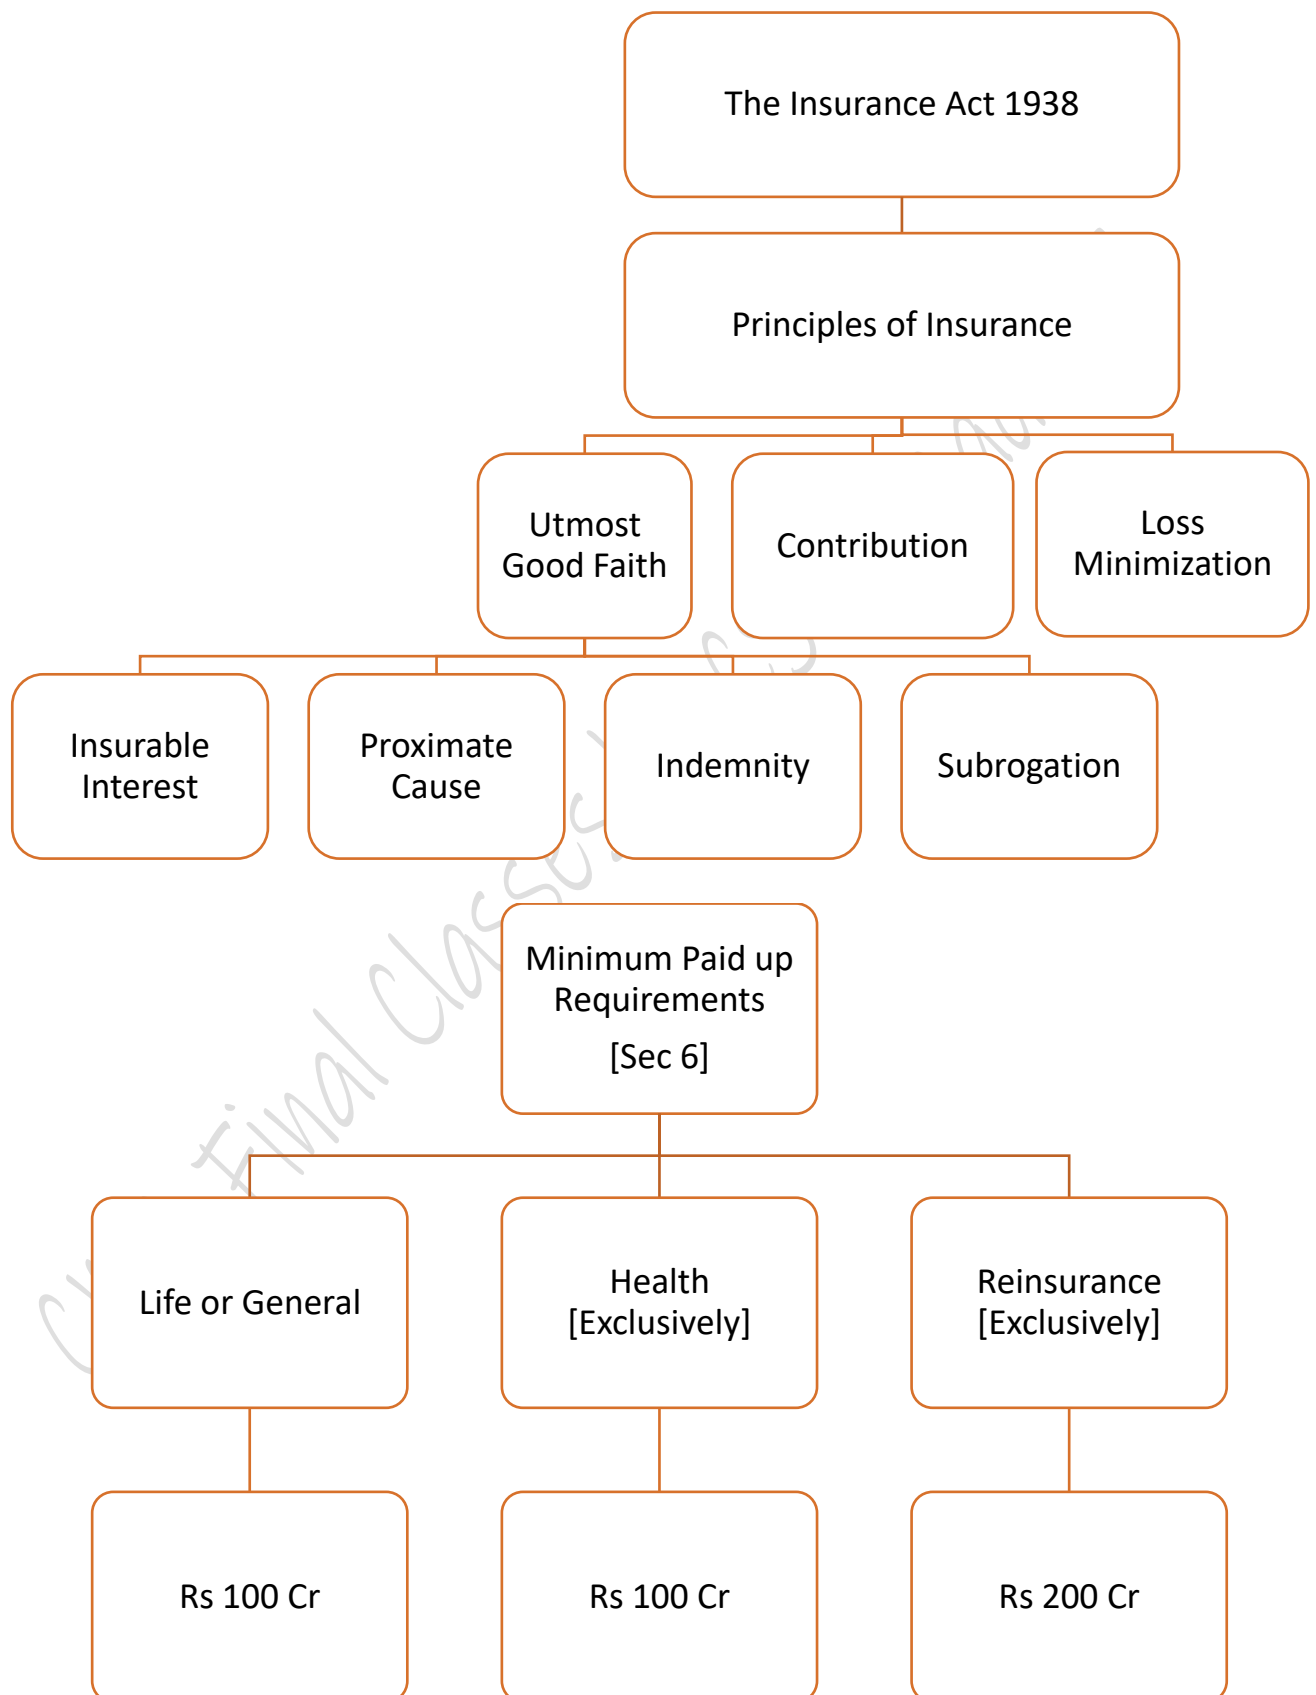 The Insurance Act 1938
Principles of Insurance
Utmost
Good Faith
Contribution
Loss
Minimization
Insurable
Interest
Proximate
Cause
Indemnity
Subrogation
Minimum Paid up
Requirements
[Sec 6]
Life or General
Health
[Exclusively]
Reinsurance
[Exclusively]
Rs 100 Cr
Rs 100 Cr
Rs 200 Cr
Final Classes